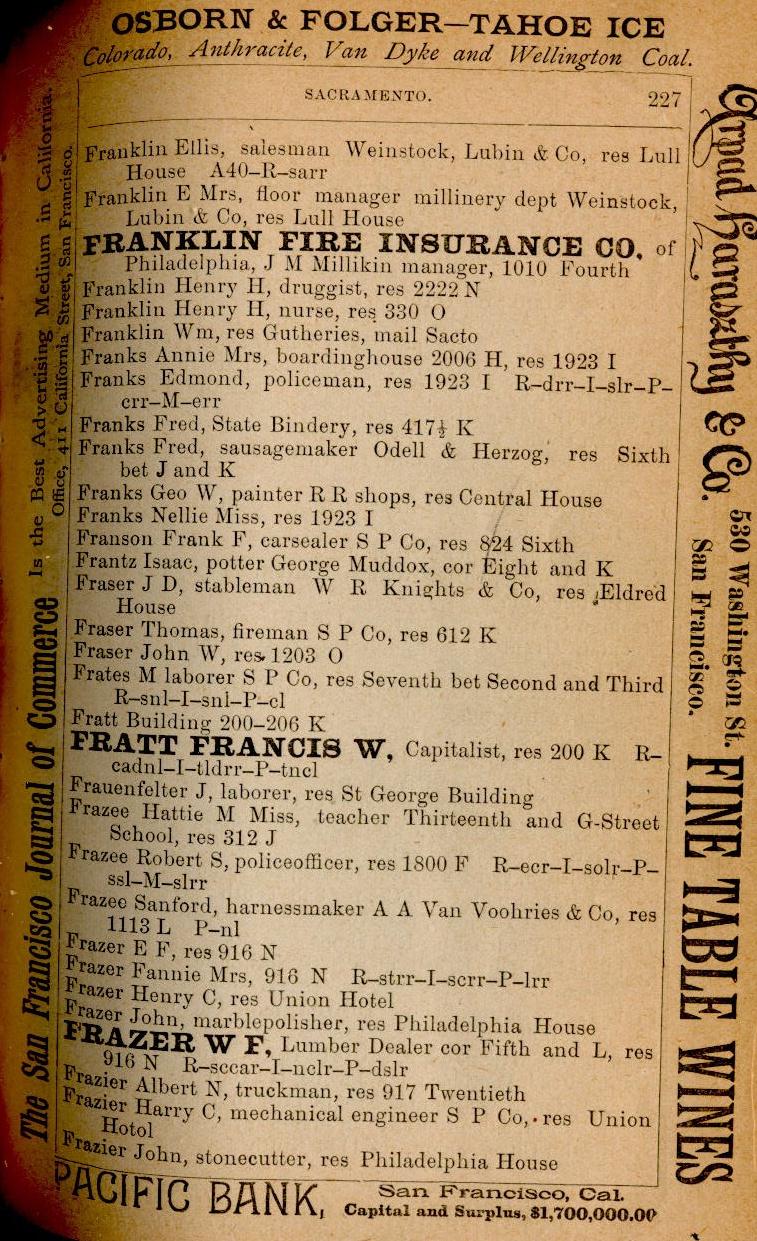 OSBORN & FOLGER—TAHOE ICE
Colorado, Anthracite, Van Dyke and Wellington Coal.
SACRAMENTO. 227
Franklin Ellis, salesman Weinstock, Lubin & Co, res Lull
House A40–R–sarr
Franklin E Mrs, floor manager millinery dept Weinstock,
Lubin & Co, res Lull House
FRANKLIN FIRE INSURANCE CO. of
Philadelphia, J M Millikin manager, 1010 Fourth
Franklin Henry H, druggist, res 2222 N
Franklin Henry H, nurse, res 330 O
Franklin Wm, res Gutheries, mail Sacto
Franks Annie Mrs, boardinghouse 2006 H, res 1923 I
Franks Edmond, policeman, res 1923 I R–drr–I–slr–P–
crr–M–err
Franks Fred, State Bindery, res 417½ K
Franks Fred, sausagemaker Odell & Herzog, res Sixth
bet J and K
Franks Geo W, painter R R shops, res Central House
Franks Nellie Miss, res 1923 I
Franson Frank F, carsealer S P Co, res 824 Sixth
Frantz Isaac, potter George Muddox, cor Eight and K
Fraser J D, stableman W R Knights & Co, res Eldred
House
Fraser Thomas, fireman S P Co, res 612 K
Fraser John W, res 1203 O
Frates M laborer S P Co, res Seventh bet Second and Third
R–snl–I–snl–P–cl
Fratt Building 200–206 K
FRATT FRANCIS W, Capitalist, res 200 K R–
cadnl–I–tldrr–P–tncl
Frauenfelter J, laborer, res St George Building
Frazee Hattie M Miss, teacher Thirteenth and G-Street
School, res 312 J
Frazee Robert S, policeofficer, res 1800 F R–ecr–I–solr–P–
ssl–M–slrr
Frazee Sanford, harnessmaker A A Van Voohries & Co, res
1113 L P–nl
Frazer E F, res 916 N
Frazer Fannie Mrs, 916 N R–strr–I–scrr–P–lrr
Frazer Henry C, res Union Hotel
Frazer John, marblepolisher, res Philadelphia House
FRAZER W F, Lumber Dealer cor Fifth and L, res
916 N R–sccar–I–nclr–P–dslr
Frazier Albert N, truckman, res 917 Twentieth
Frazier Harry C, mechanical engineer S P Co, res Union
Hotol
Frazier John, stonecutter, res Philadelphia House
PACIFIC BANK, San Francisco, Cal.
Capital and Surplus, $1,700,000.00
The San Francisco Journal of Commerce Is the Best Advertising Medium in California.
Office, 411 California Street, San Francisco.
Arpad Haraszthy & Co. 530 Washington St.
San Francisco.
FINE TABLE WINES